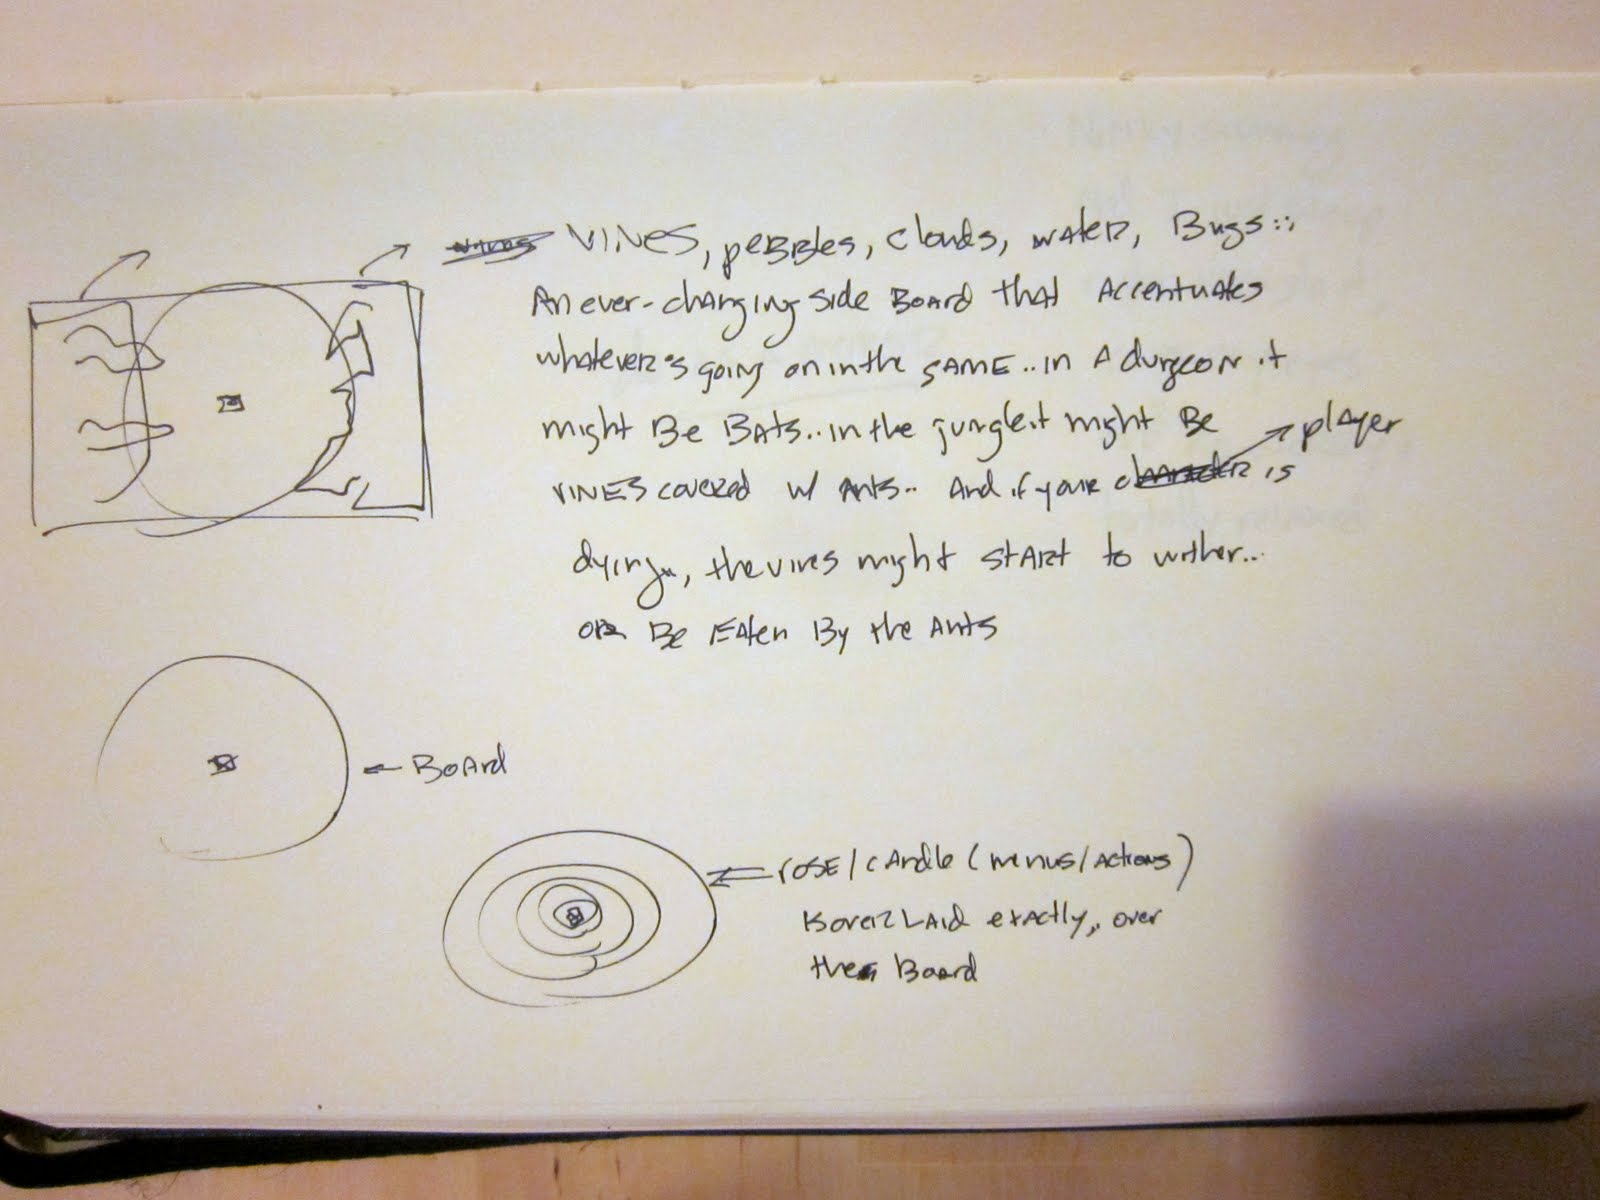 VINES, pebbles, clouds, water, Bugs::
An ever-changing side Board that accentuates
whatever's going on in the game.. in a dungeon it
might Be Bats.. in the jungle it might Be
vines covered w/ Ants.. And if your character is
player
dying, the vines might start to wither...
or Be Eaten By the Ants
Board
rose/candle (menus/actions)
is overlaid exactly, over
the Board